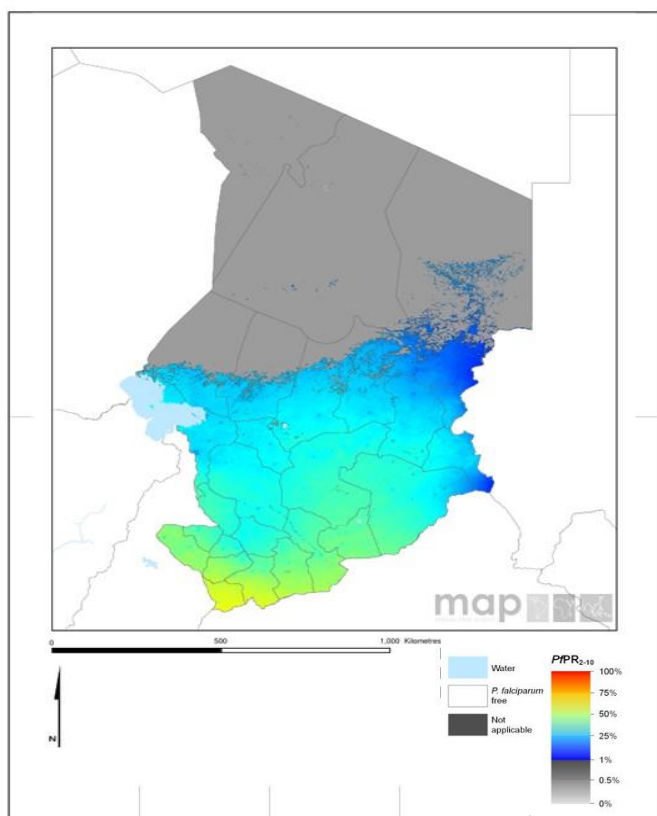 map
0
500
1,000 Kilometres
N
Water
P. falciparum
free
Not
applicable
PfPR2-10
100%
75%
50%
25%
1%
0.5%
0%